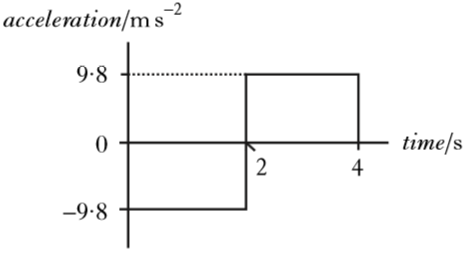 acceleration/m s⁻²
9·8
0
time/s
2
4
–9·8